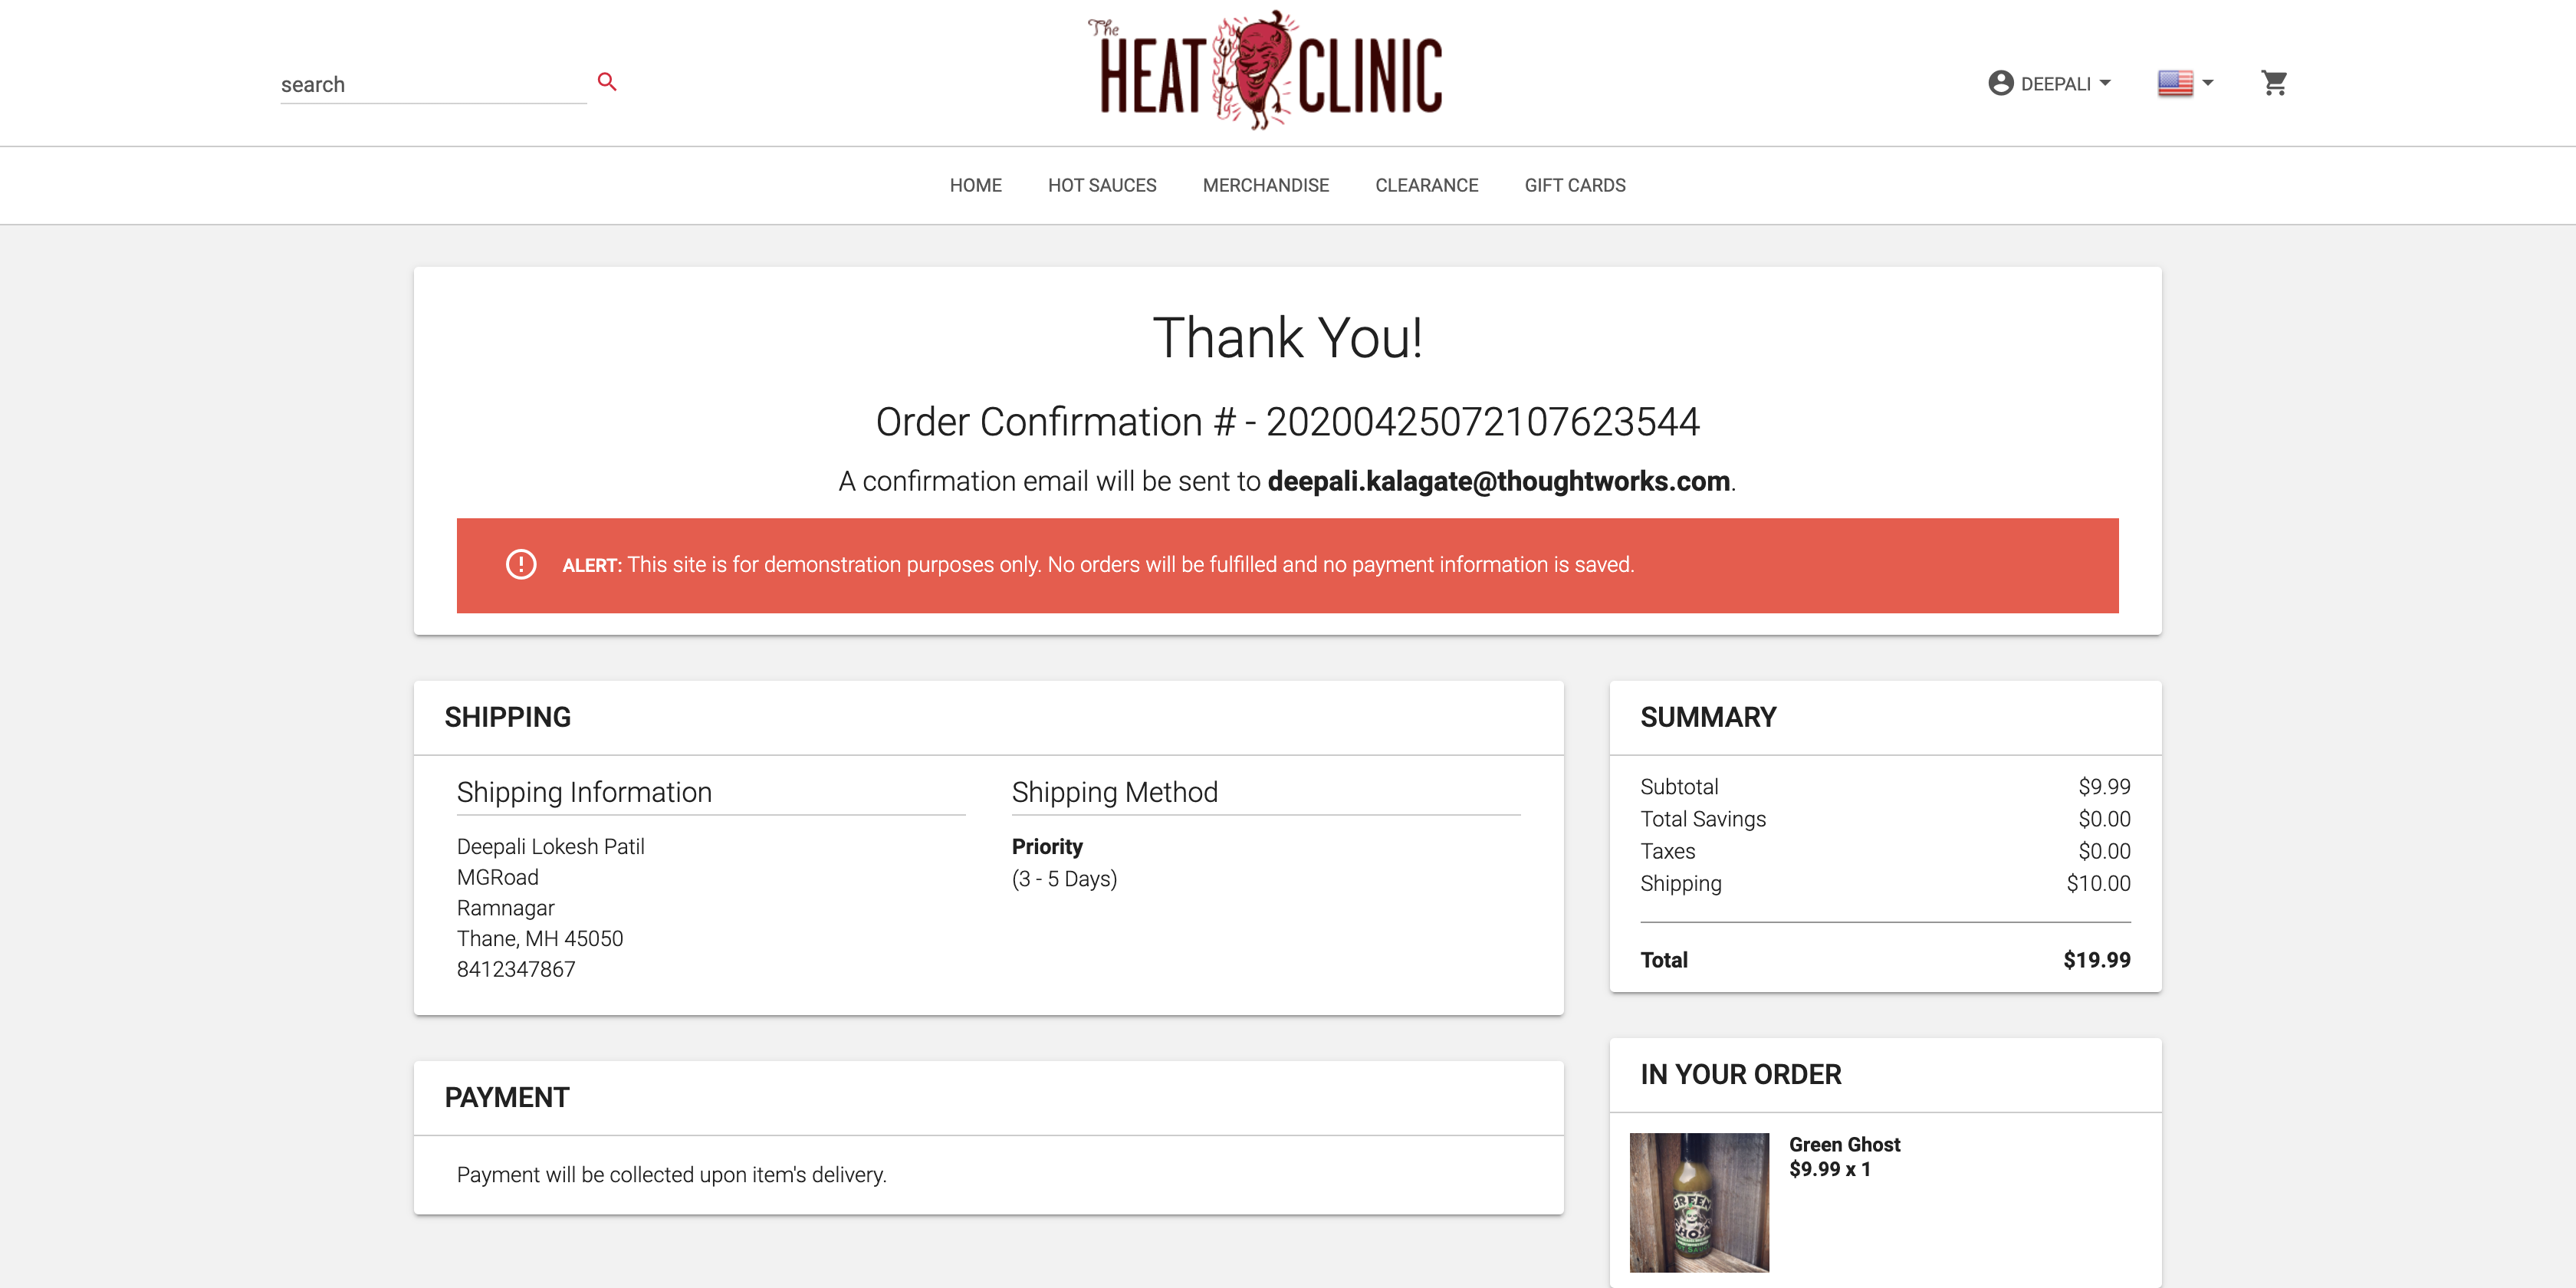 The
HEAT CLINIC
search
DEEPALI
HOME HOT SAUCES MERCHANDISE CLEARANCE GIFT CARDS
Thank You!
Order Confirmation # - 20200425072107623544
A confirmation email will be sent to deepali.kalagate@thoughtworks.com.
ALERT: This site is for demonstration purposes only. No orders will be fulfilled and no payment information is saved.
SHIPPING
Shipping Information
Deepali Lokesh Patil
MGRoad
Ramnagar
Thane, MH 45050
8412347867
Shipping Method
Priority
(3 - 5 Days)
PAYMENT
Payment will be collected upon item's delivery.
SUMMARY
Subtotal $9.99
Total Savings $0.00
Taxes $0.00
Shipping $10.00
Total $19.99
IN YOUR ORDER
Green Ghost
$9.99 x 1
GREEN
GHOST